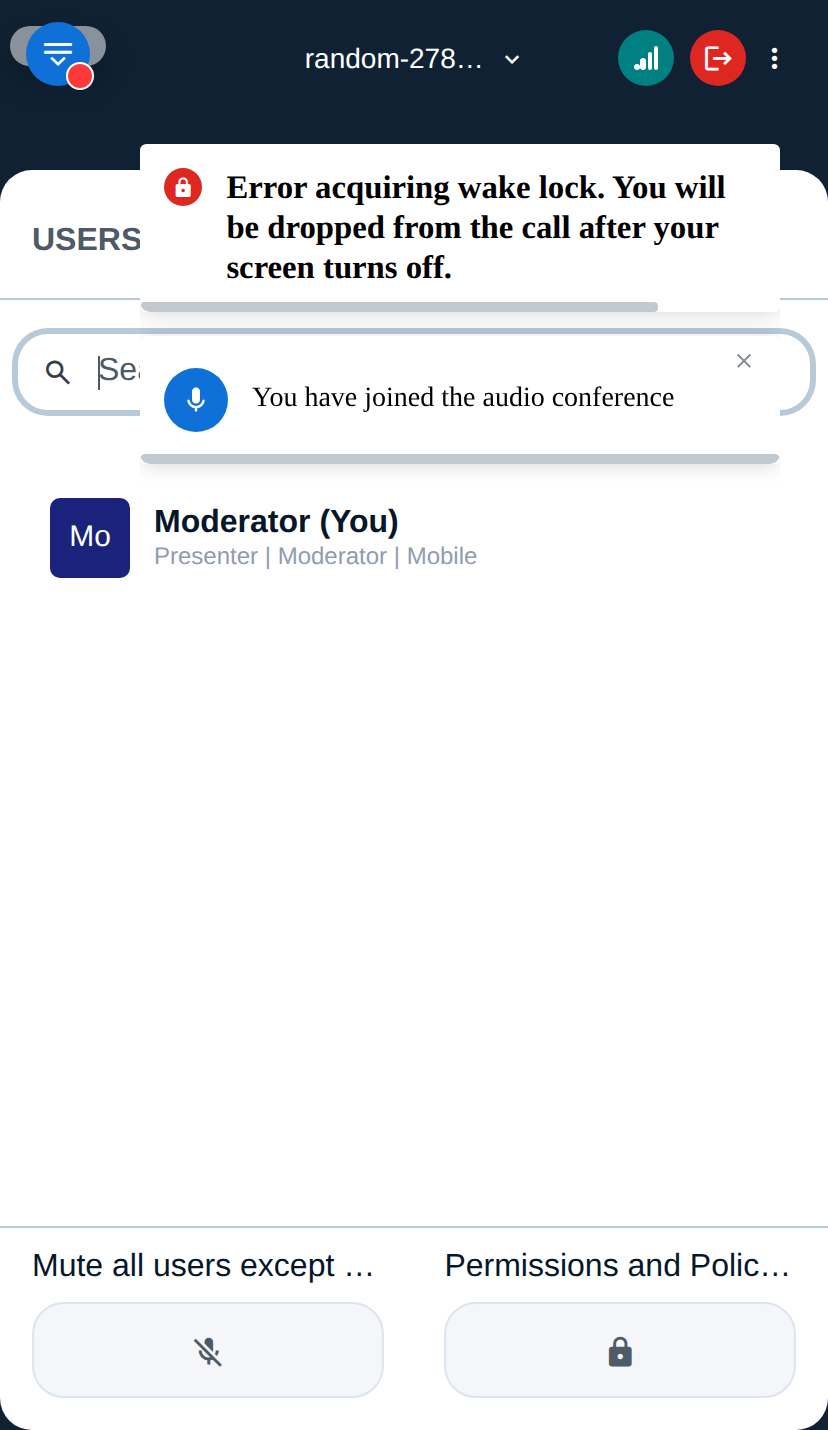 random-278…
Error acquiring wake lock. You will
be dropped from the call after your
screen turns off.
USERS
You have joined the audio conference
Mo
Moderator (You)
Presenter | Moderator | Mobile
Mute all users except …
Permissions and Polic…